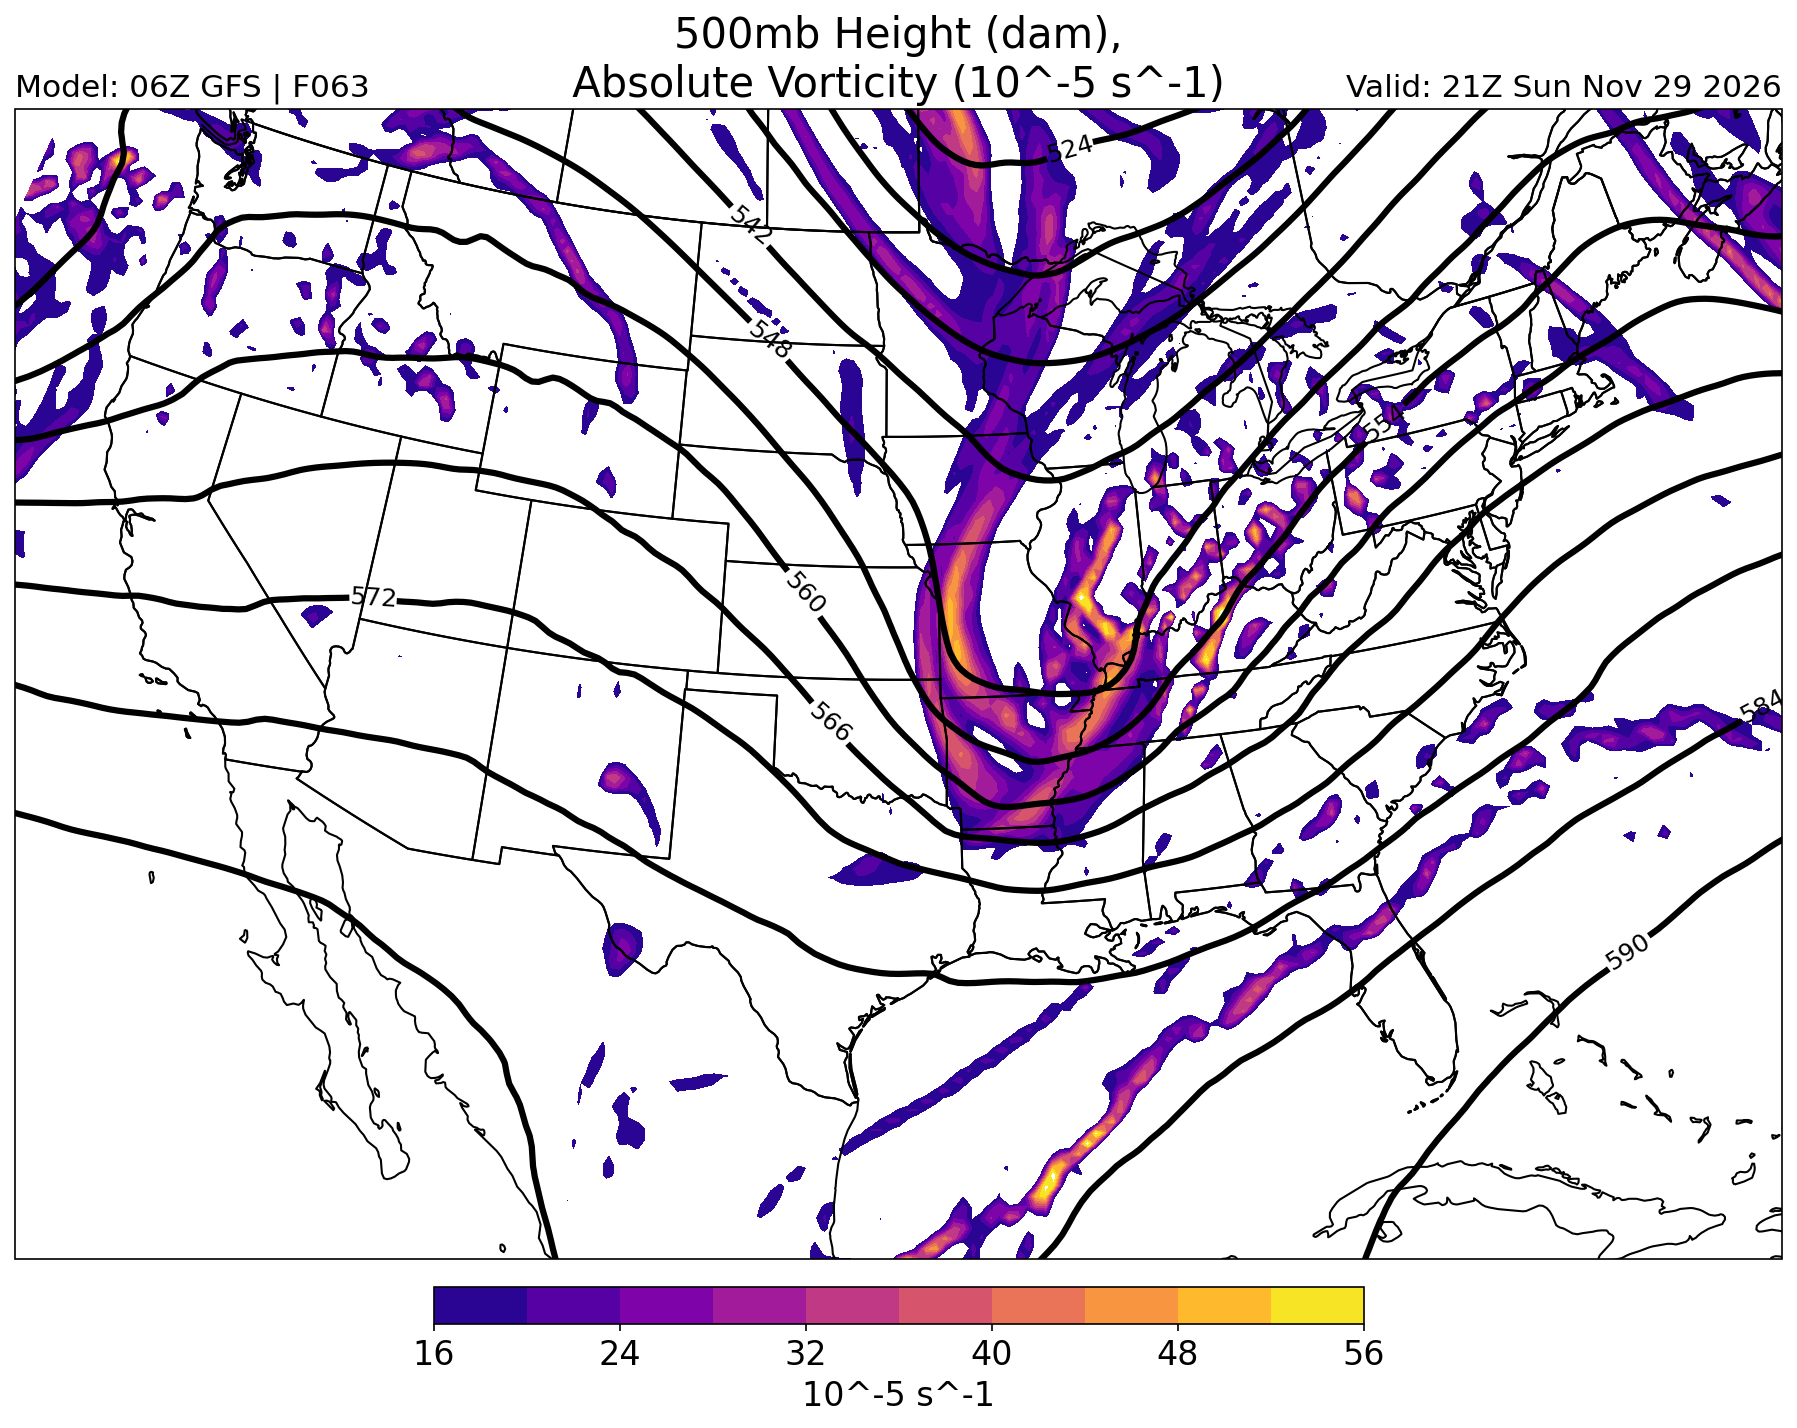 500mb Height (dam),
Model: 06Z GFS | F063
Absolute Vorticity (10^-5 s^-1)
Valid: 21Z Sun Nov 29 2026
524
542
548
554
560
572
566
584
590
16 24 32 40 48 56
10^-5 s^-1